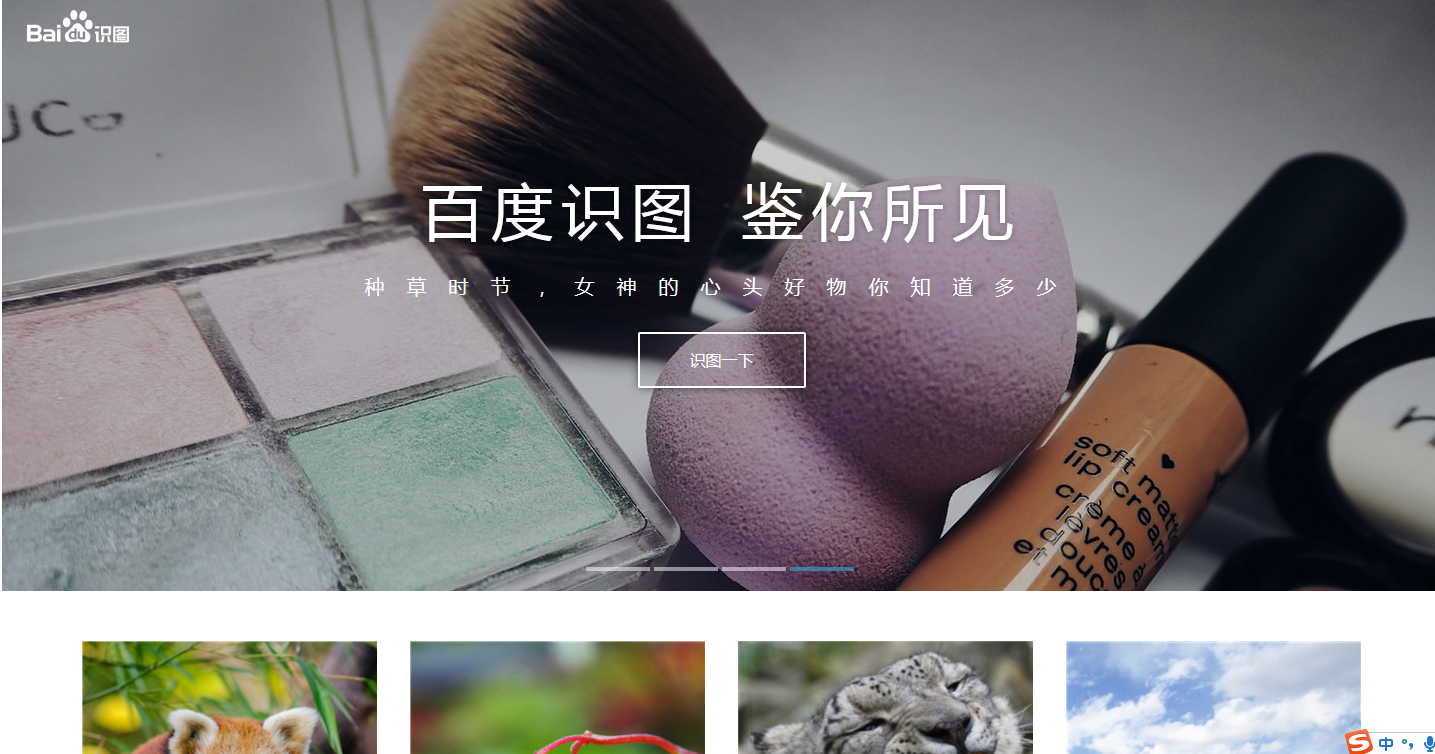 Baidu识图
百度识图 鉴你所见
种草时节，女神的心头好物你知道多少
识图一下
soft matte
lip cream
crème à
lèvres
douce
et m
中